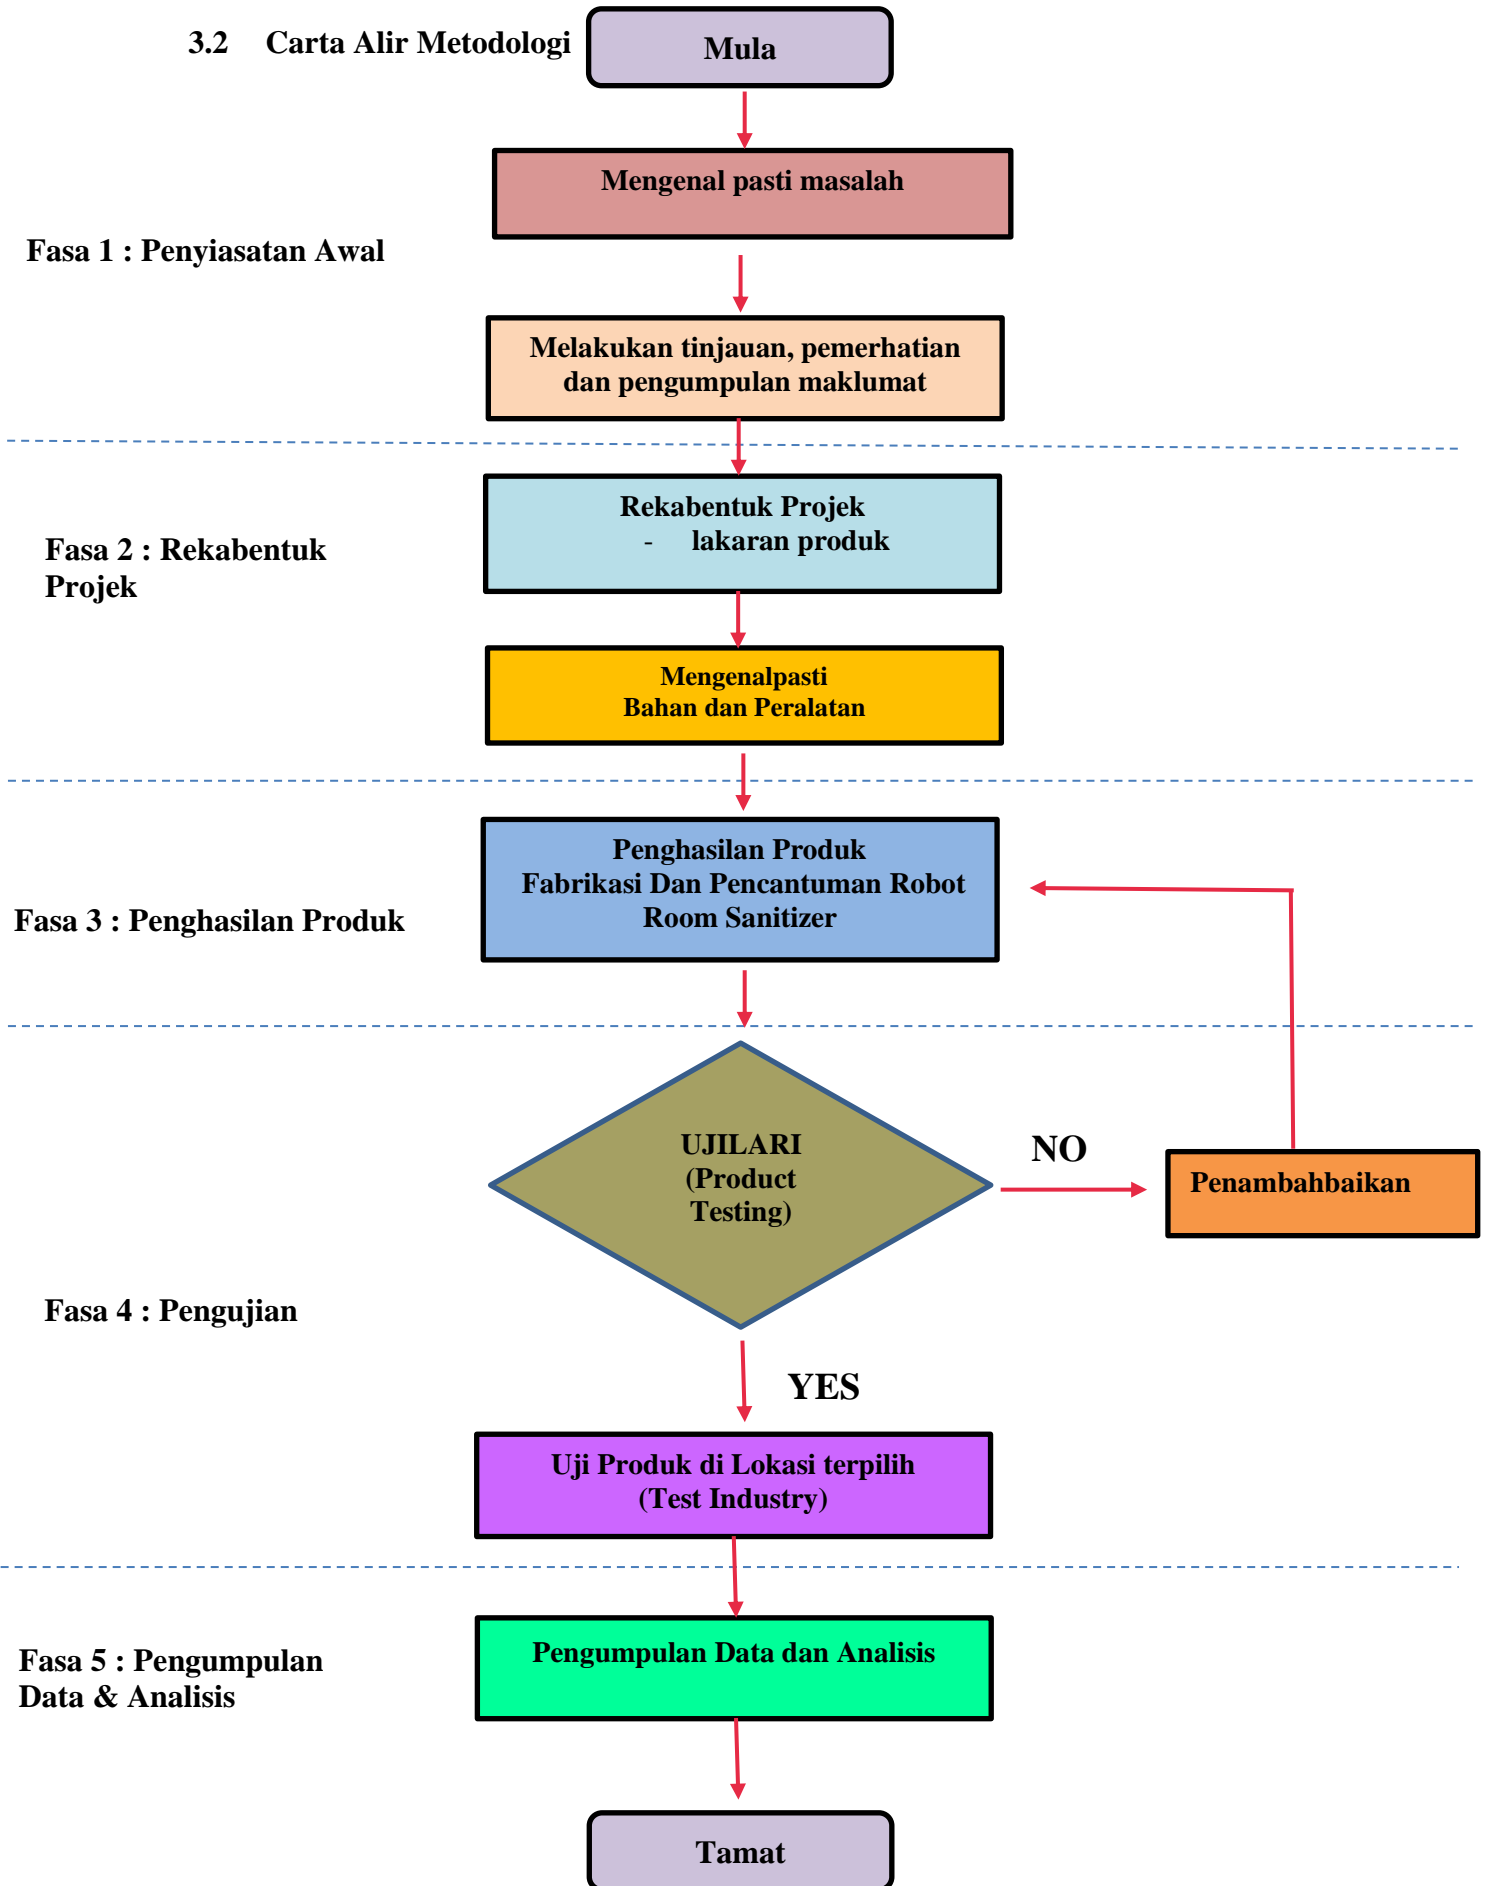 3.2 Carta Alir Metodologi
Mula
Mengenal pasti masalah
Fasa 1 : Penyiasatan Awal
Melakukan tinjauan, pemerhatian
dan pengumpulan maklumat
Rekabentuk Projek
- lakaran produk
Fasa 2 : Rekabentuk
Projek
Mengenalpasti
Bahan dan Peralatan
Penghasilan Produk
Fabrikasi Dan Pencantuman Robot
Room Sanitizer
Fasa 3 : Penghasilan Produk
UJILARI
(Product
Testing)
NO
Penambahbaikan
Fasa 4 : Pengujian
YES
Uji Produk di Lokasi terpilih
(Test Industry)
Pengumpulan Data dan Analisis
Fasa 5 : Pengumpulan
Data & Analisis
Tamat